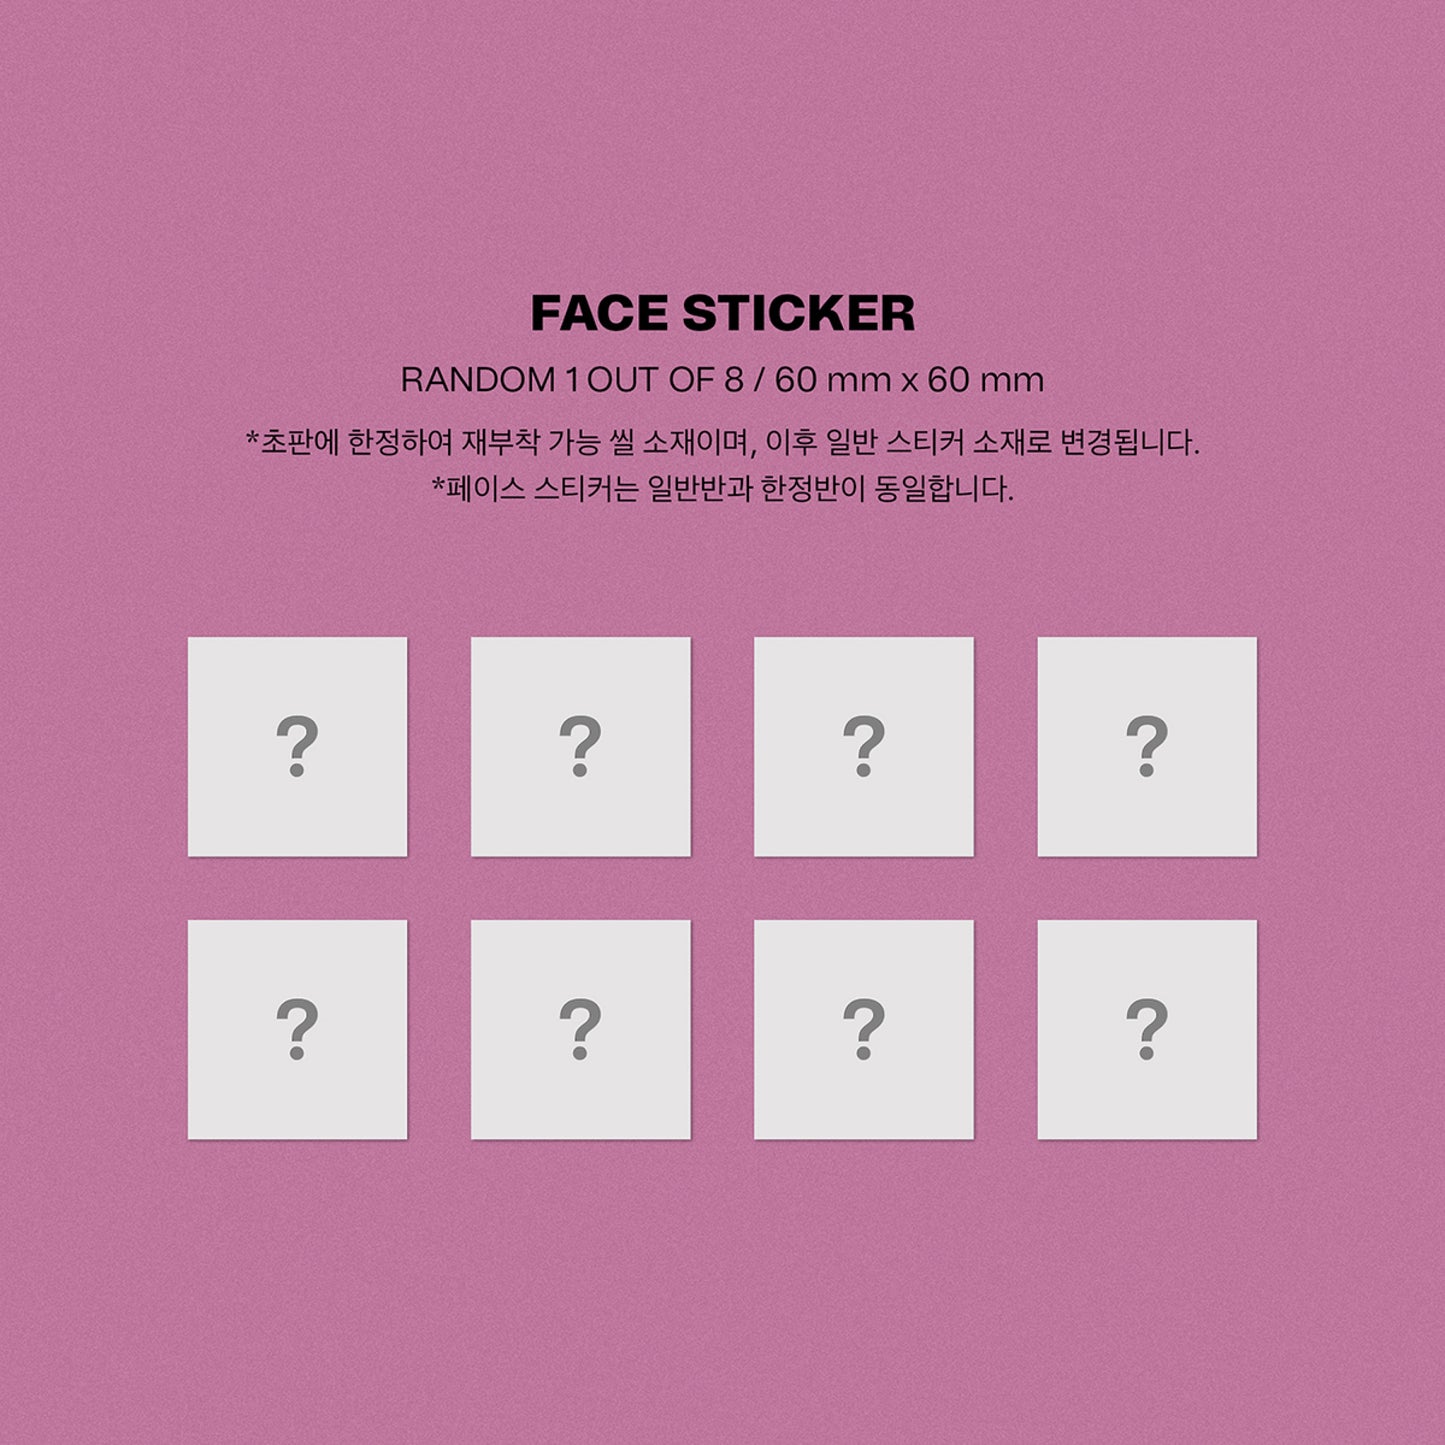 FACE STICKER
RANDOM 1 OUT OF 8 / 60 mm x 60 mm
*초판에 한정하여 재부착 가능 씰 소재이며, 이후 일반 스티커 소재로 변경됩니다.
*페이스 스티커는 일반반과 한정반이 동일합니다.
? ? ? ?
? ? ? ?